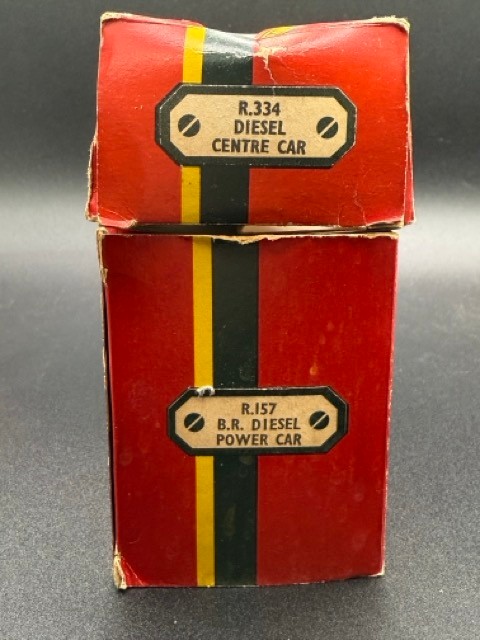 R.334
DIESEL
CENTRE CAR
R.157
B.R. DIESEL
POWER CAR